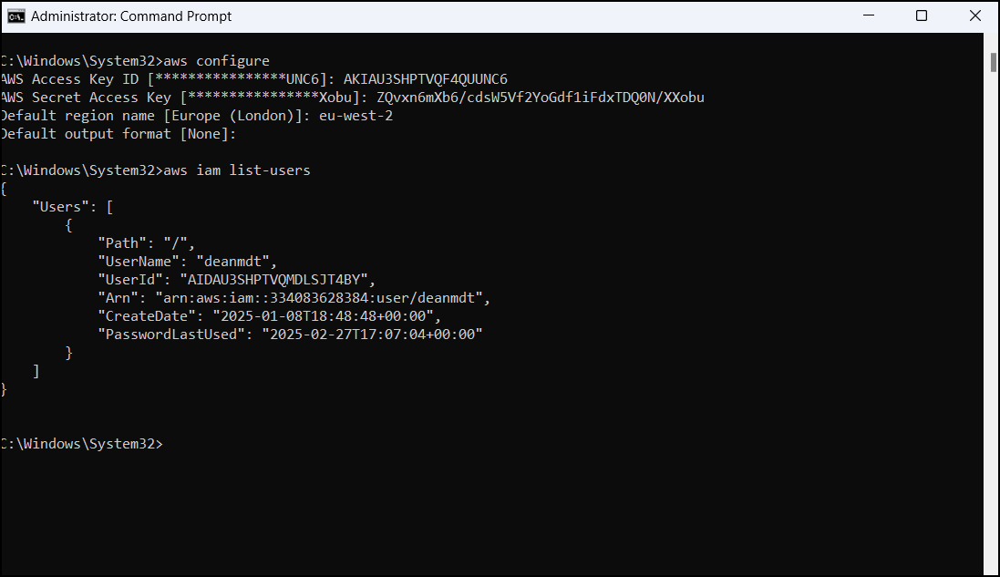 Administrator: Command Prompt
C:\Windows\System32>aws configure
AWS Access Key ID [****************UNC6]: AKIAU3SHPTVQF4QUUNC6
AWS Secret Access Key [****************Xobu]: 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
Default region name [Europe (London)]: eu-west-2
Default output format [None]:
C:\Windows\System32>aws iam list-users
{
    "Users": [
        {
            "Path": "/",
            "UserName": "deanmdt",
            "UserId": "AIDAU3SHPTVQMDLSJT4BY",
            "Arn": "arn:aws:iam::334083628384:user/deanmdt",
            "CreateDate": "2025-01-08T18:48:48+00:00",
            "PasswordLastUsed": "2025-02-27T17:07:04+00:00"
        }
    ]
}
C:\Windows\System32>